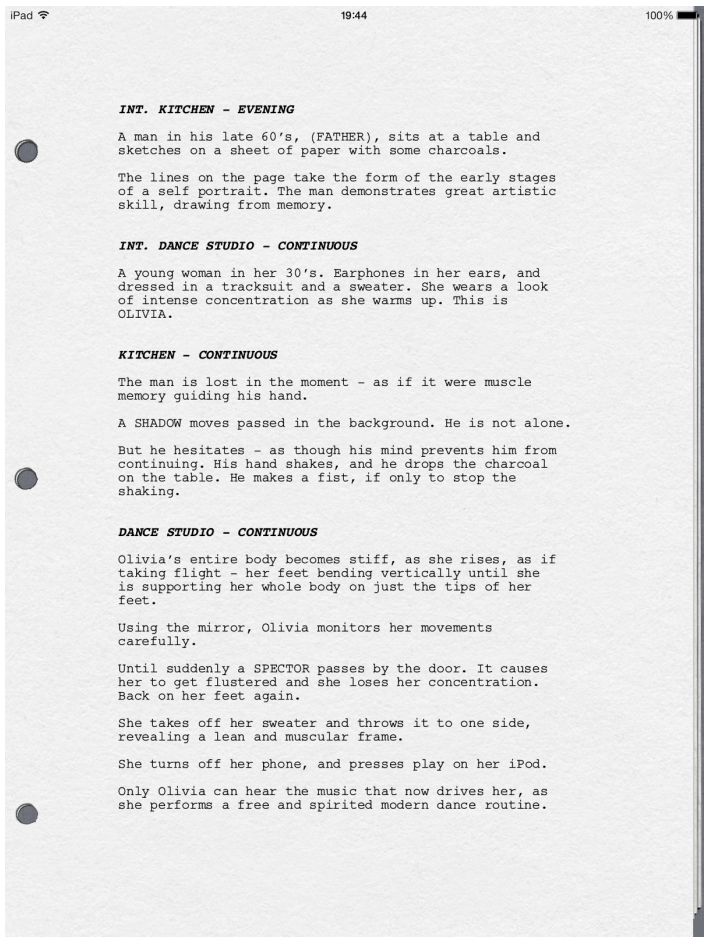 iPad 19:44 100%
INT. KITCHEN - EVENING
A man in his late 60's, (FATHER), sits at a table and
sketches on a sheet of paper with some charcoals.
The lines on the page take the form of the early stages
of a self portrait. The man demonstrates great artistic
skill, drawing from memory.
INT. DANCE STUDIO - CONTINUOUS
A young woman in her 30's. Earphones in her ears, and
dressed in a tracksuit and a sweater. She wears a look
of intense concentration as she warms up. This is
OLIVIA.
KITCHEN - CONTINUOUS
The man is lost in the moment - as if it were muscle
memory guiding his hand.
A SHADOW moves passed in the background. He is not alone.
But he hesitates - as though his mind prevents him from
continuing. His hand shakes, and he drops the charcoal
on the table. He makes a fist, if only to stop the
shaking.
DANCE STUDIO - CONTINUOUS
Olivia's entire body becomes stiff, as she rises, as if
taking flight - her feet bending vertically until she
is supporting her whole body on just the tips of her
feet.
Using the mirror, Olivia monitors her movements
carefully.
Until suddenly a SPECTOR passes by the door. It causes
her to get flustered and she loses her concentration.
Back on her feet again.
She takes off her sweater and throws it to one side,
revealing a lean and muscular frame.
She turns off her phone, and presses play on her iPod.
Only Olivia can hear the music that now drives her, as
she performs a free and spirited modern dance routine.